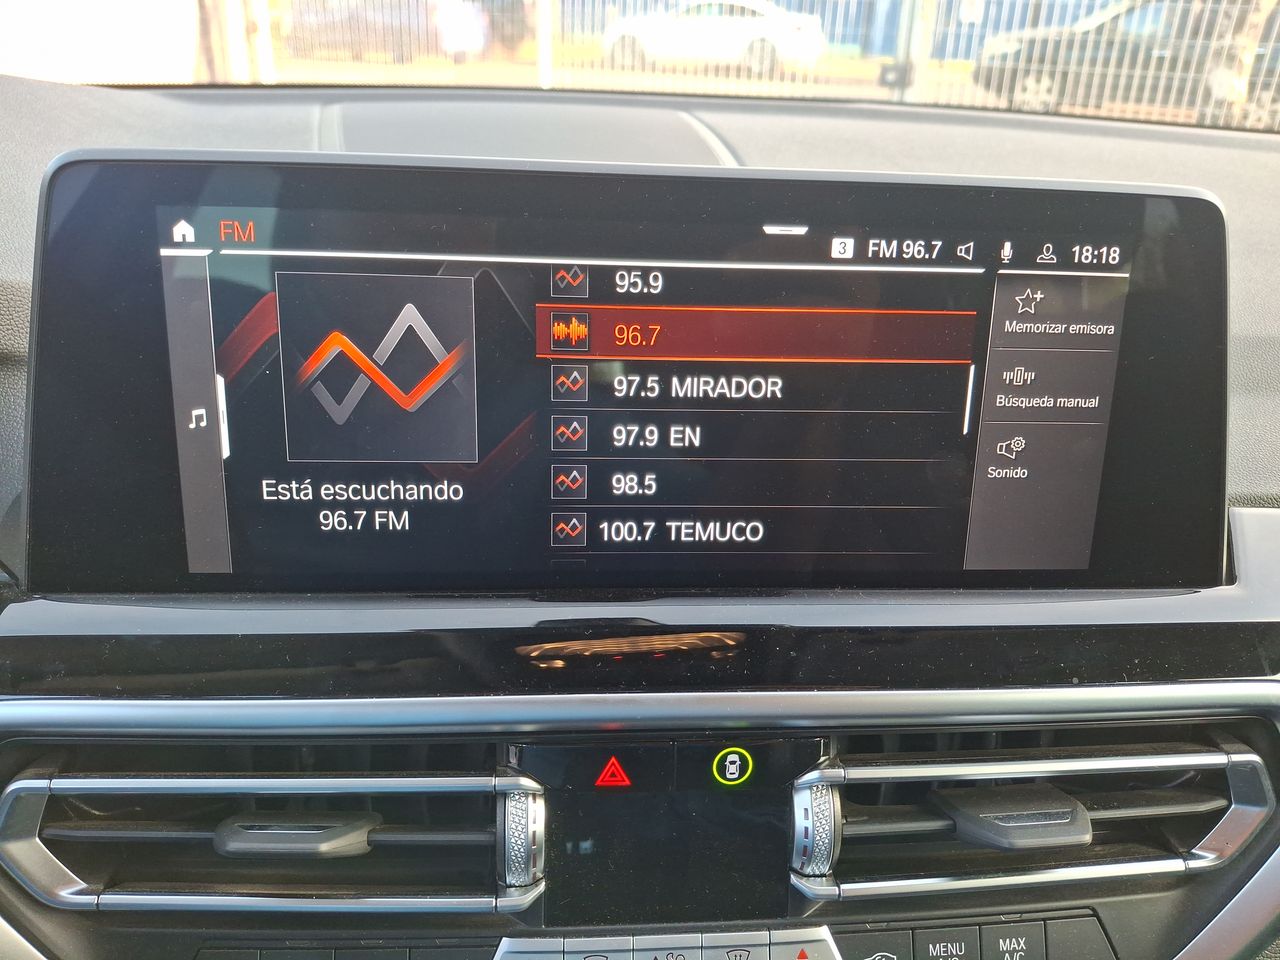 FM
3 FM 96.7 18:18
95.9
96.7
97.5 MIRADOR
97.9 EN
98.5
100.7 TEMUCO
Está escuchando
96.7 FM
Memorizar emisora
Búsqueda manual
Sonido
MENU
MAX
A/C